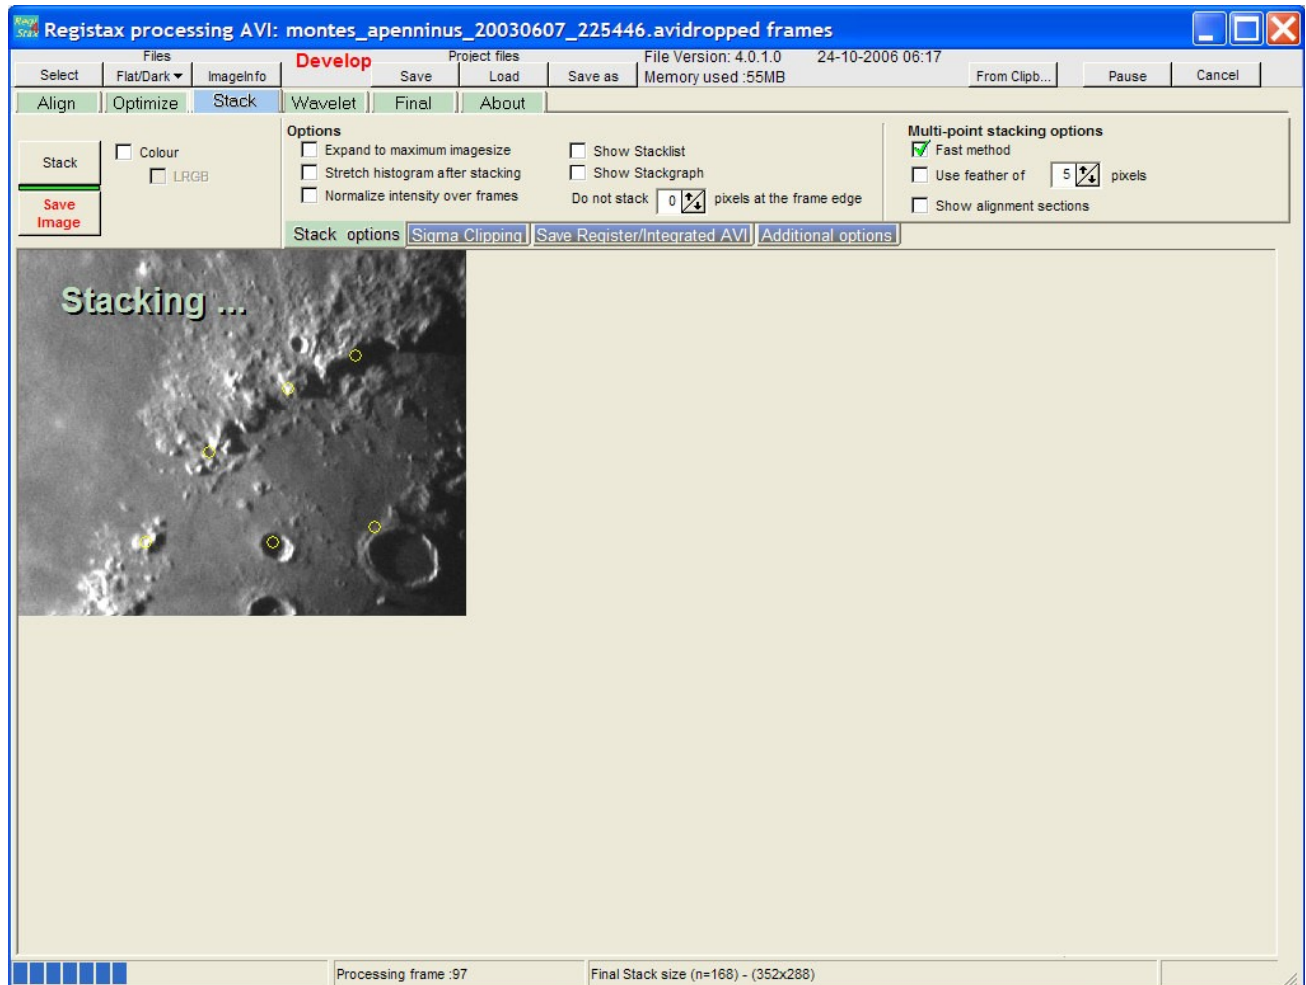 Regi Stax Registax processing AVI: montes_apenninus_20030607_225446.avidropped frames
Files Develop Project files File Version: 4.0.1.0 24-10-2006 06:17
Select Flat/Dark ImageInfo Save Load Save as Memory used :55MB From Clipb... Pause Cancel
Align Optimize Stack Wavelet Final About
Options Multi-point stacking options
Stack Colour Expand to maximum imagesize Show Stacklist Fast method
LRGB Stretch histogram after stacking Show Stackgraph Use feather of 5 pixels
Save Image Normalize intensity over frames Do not stack 0 pixels at the frame edge Show alignment sections
Stack options Sigma Clipping Save Register/Integrated AVI Additional options
Stacking ...
Processing frame :97 Final Stack size (n=168) - (352x288)